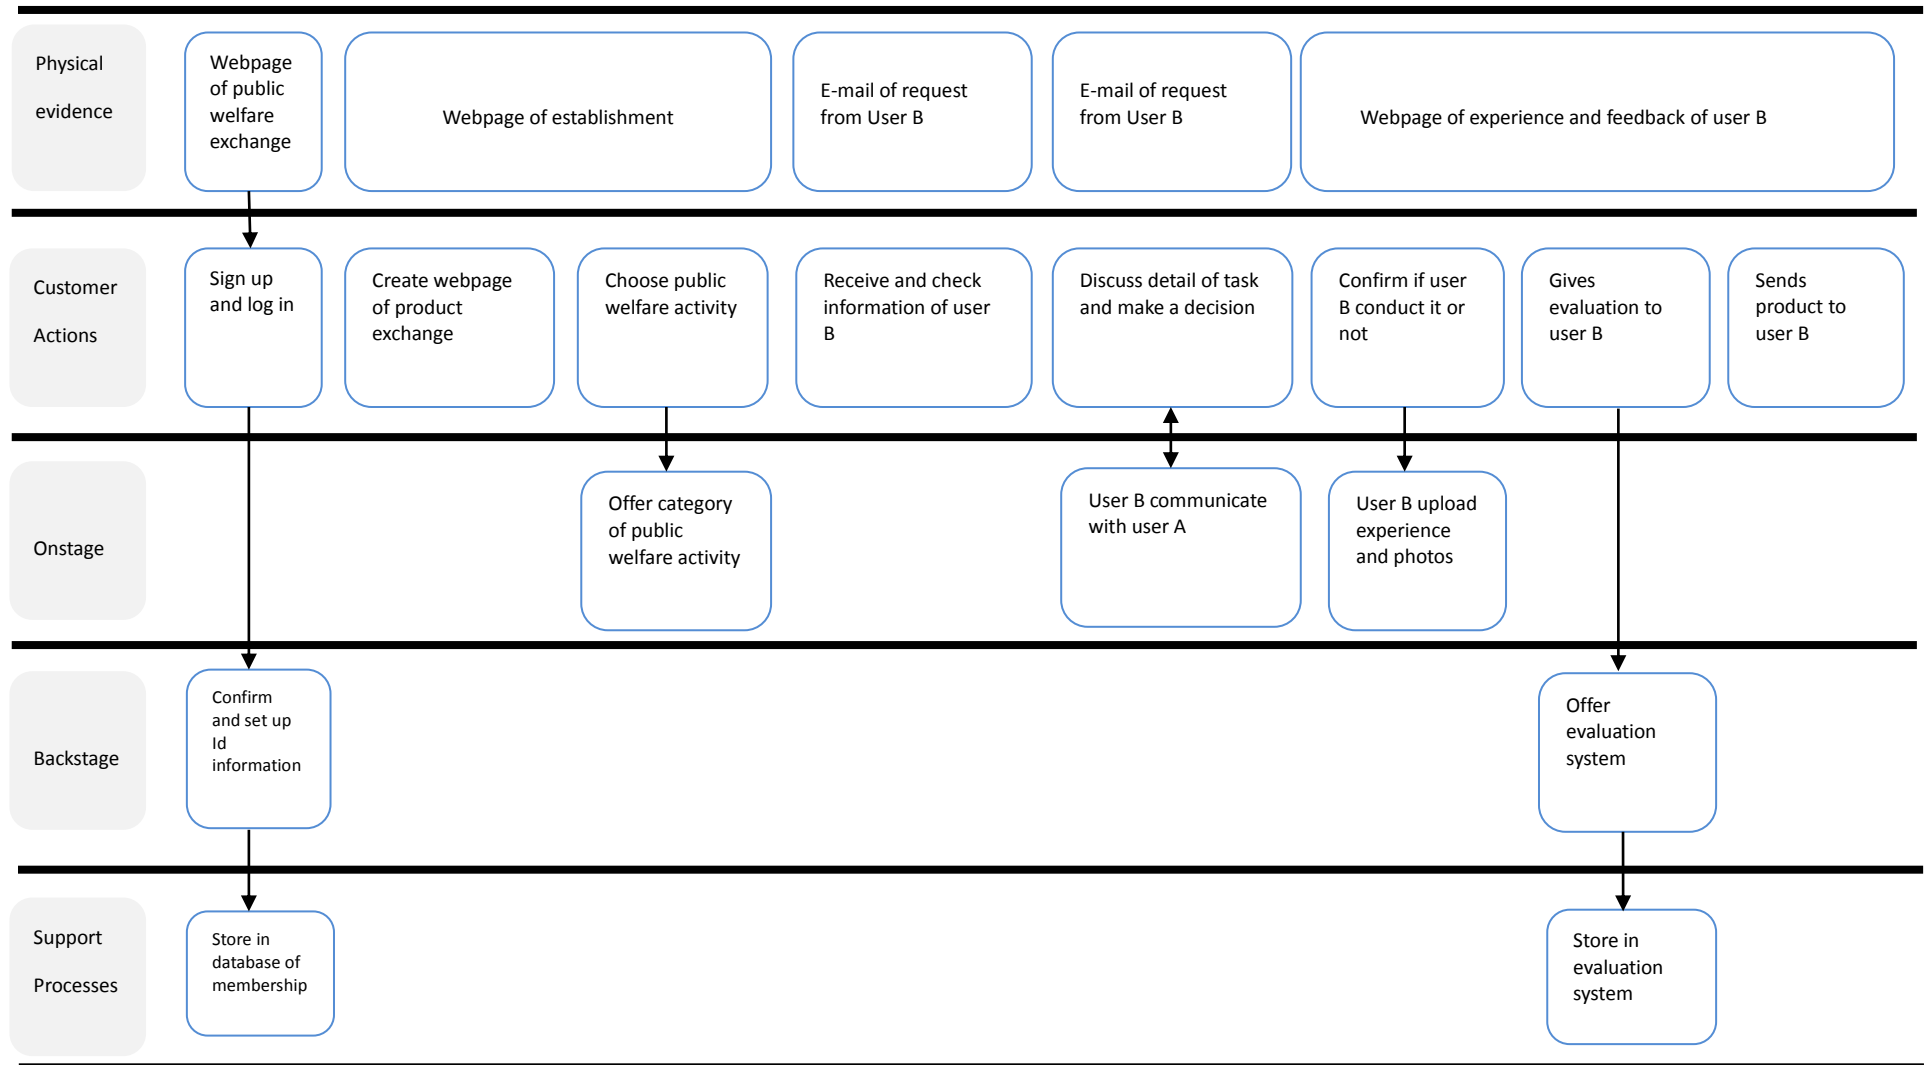 Physical
evidence
Webpage
of public
welfare
exchange
Webpage of establishment
E-mail of request
from User B
E-mail of request
from User B
Webpage of experience and feedback of user B
Customer
Actions
Sign up
and log in
Create webpage
of product
exchange
Choose public
welfare activity
Receive and check
information of user
B
Discuss detail of task
and make a decision
Confirm if user
B conduct it or
not
Gives
evaluation to
user B
Sends
product to
user B
Onstage
Offer category
of public
welfare activity
User B communicate
with user A
User B upload
experience
and photos
Backstage
Confirm
and set up
Id
information
Offer
evaluation
system
Support
Processes
Store in
database of
membership
Store in
evaluation
system